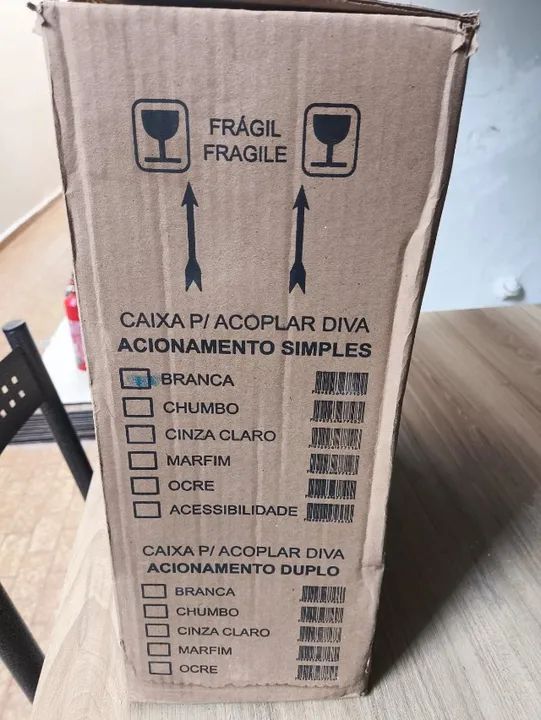 FRÁGIL
FRAGILE
CAIXA P/ ACOPLAR DIVA
ACIONAMENTO SIMPLES
BRANCA
CHUMBO
CINZA CLARO
MARFIM
OCRE
ACESSIBILIDADE
CAIXA P/ ACOPLAR DIVA
ACIONAMENTO DUPLO
BRANCA
CHUMBO
CINZA CLARO
MARFIM
OCRE